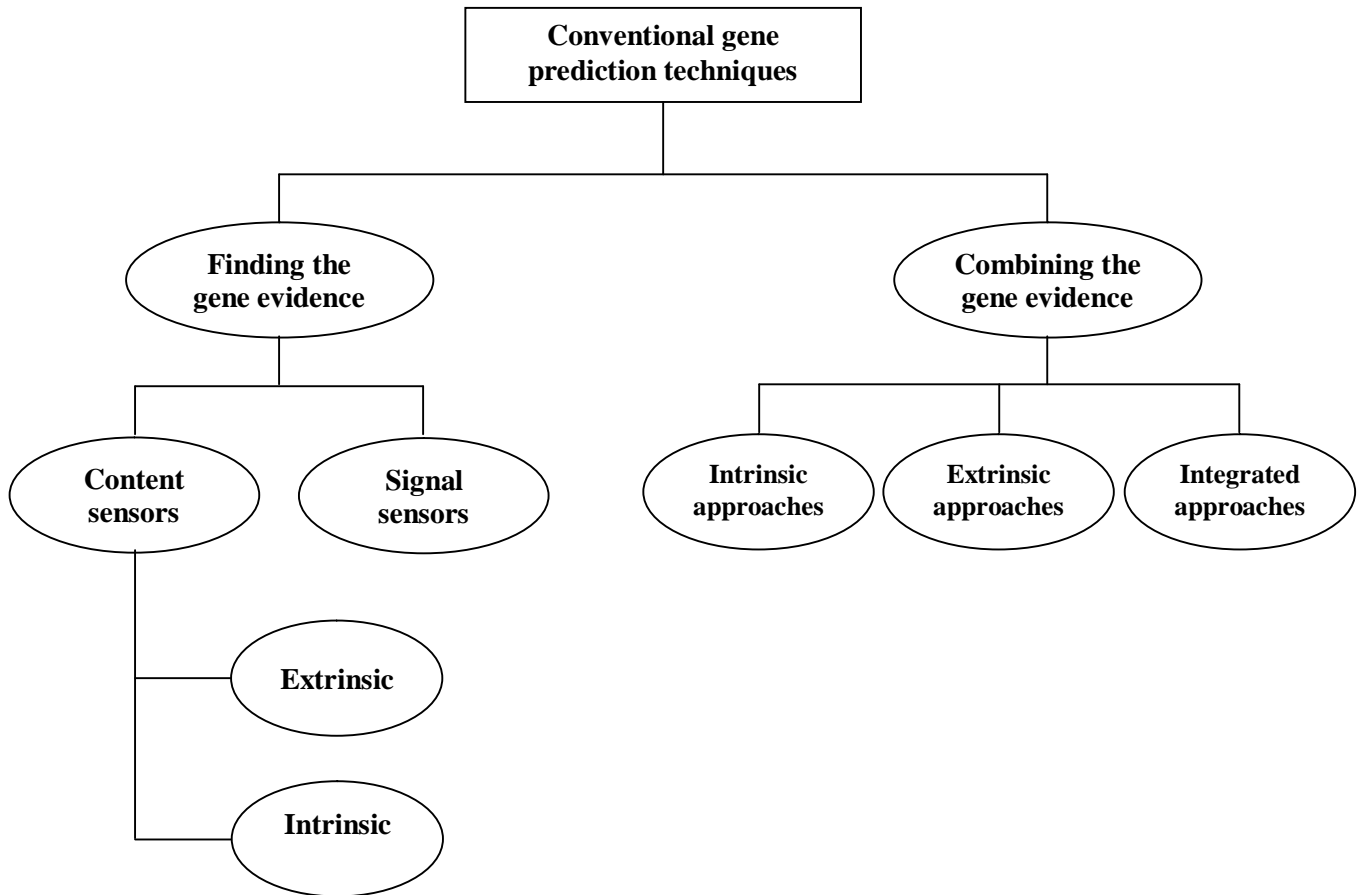 Conventional gene
prediction techniques
Finding the
gene evidence
Combining the
gene evidence
Content
sensors
Signal
sensors
Intrinsic
approaches
Extrinsic
approaches
Integrated
approaches
Extrinsic
Intrinsic